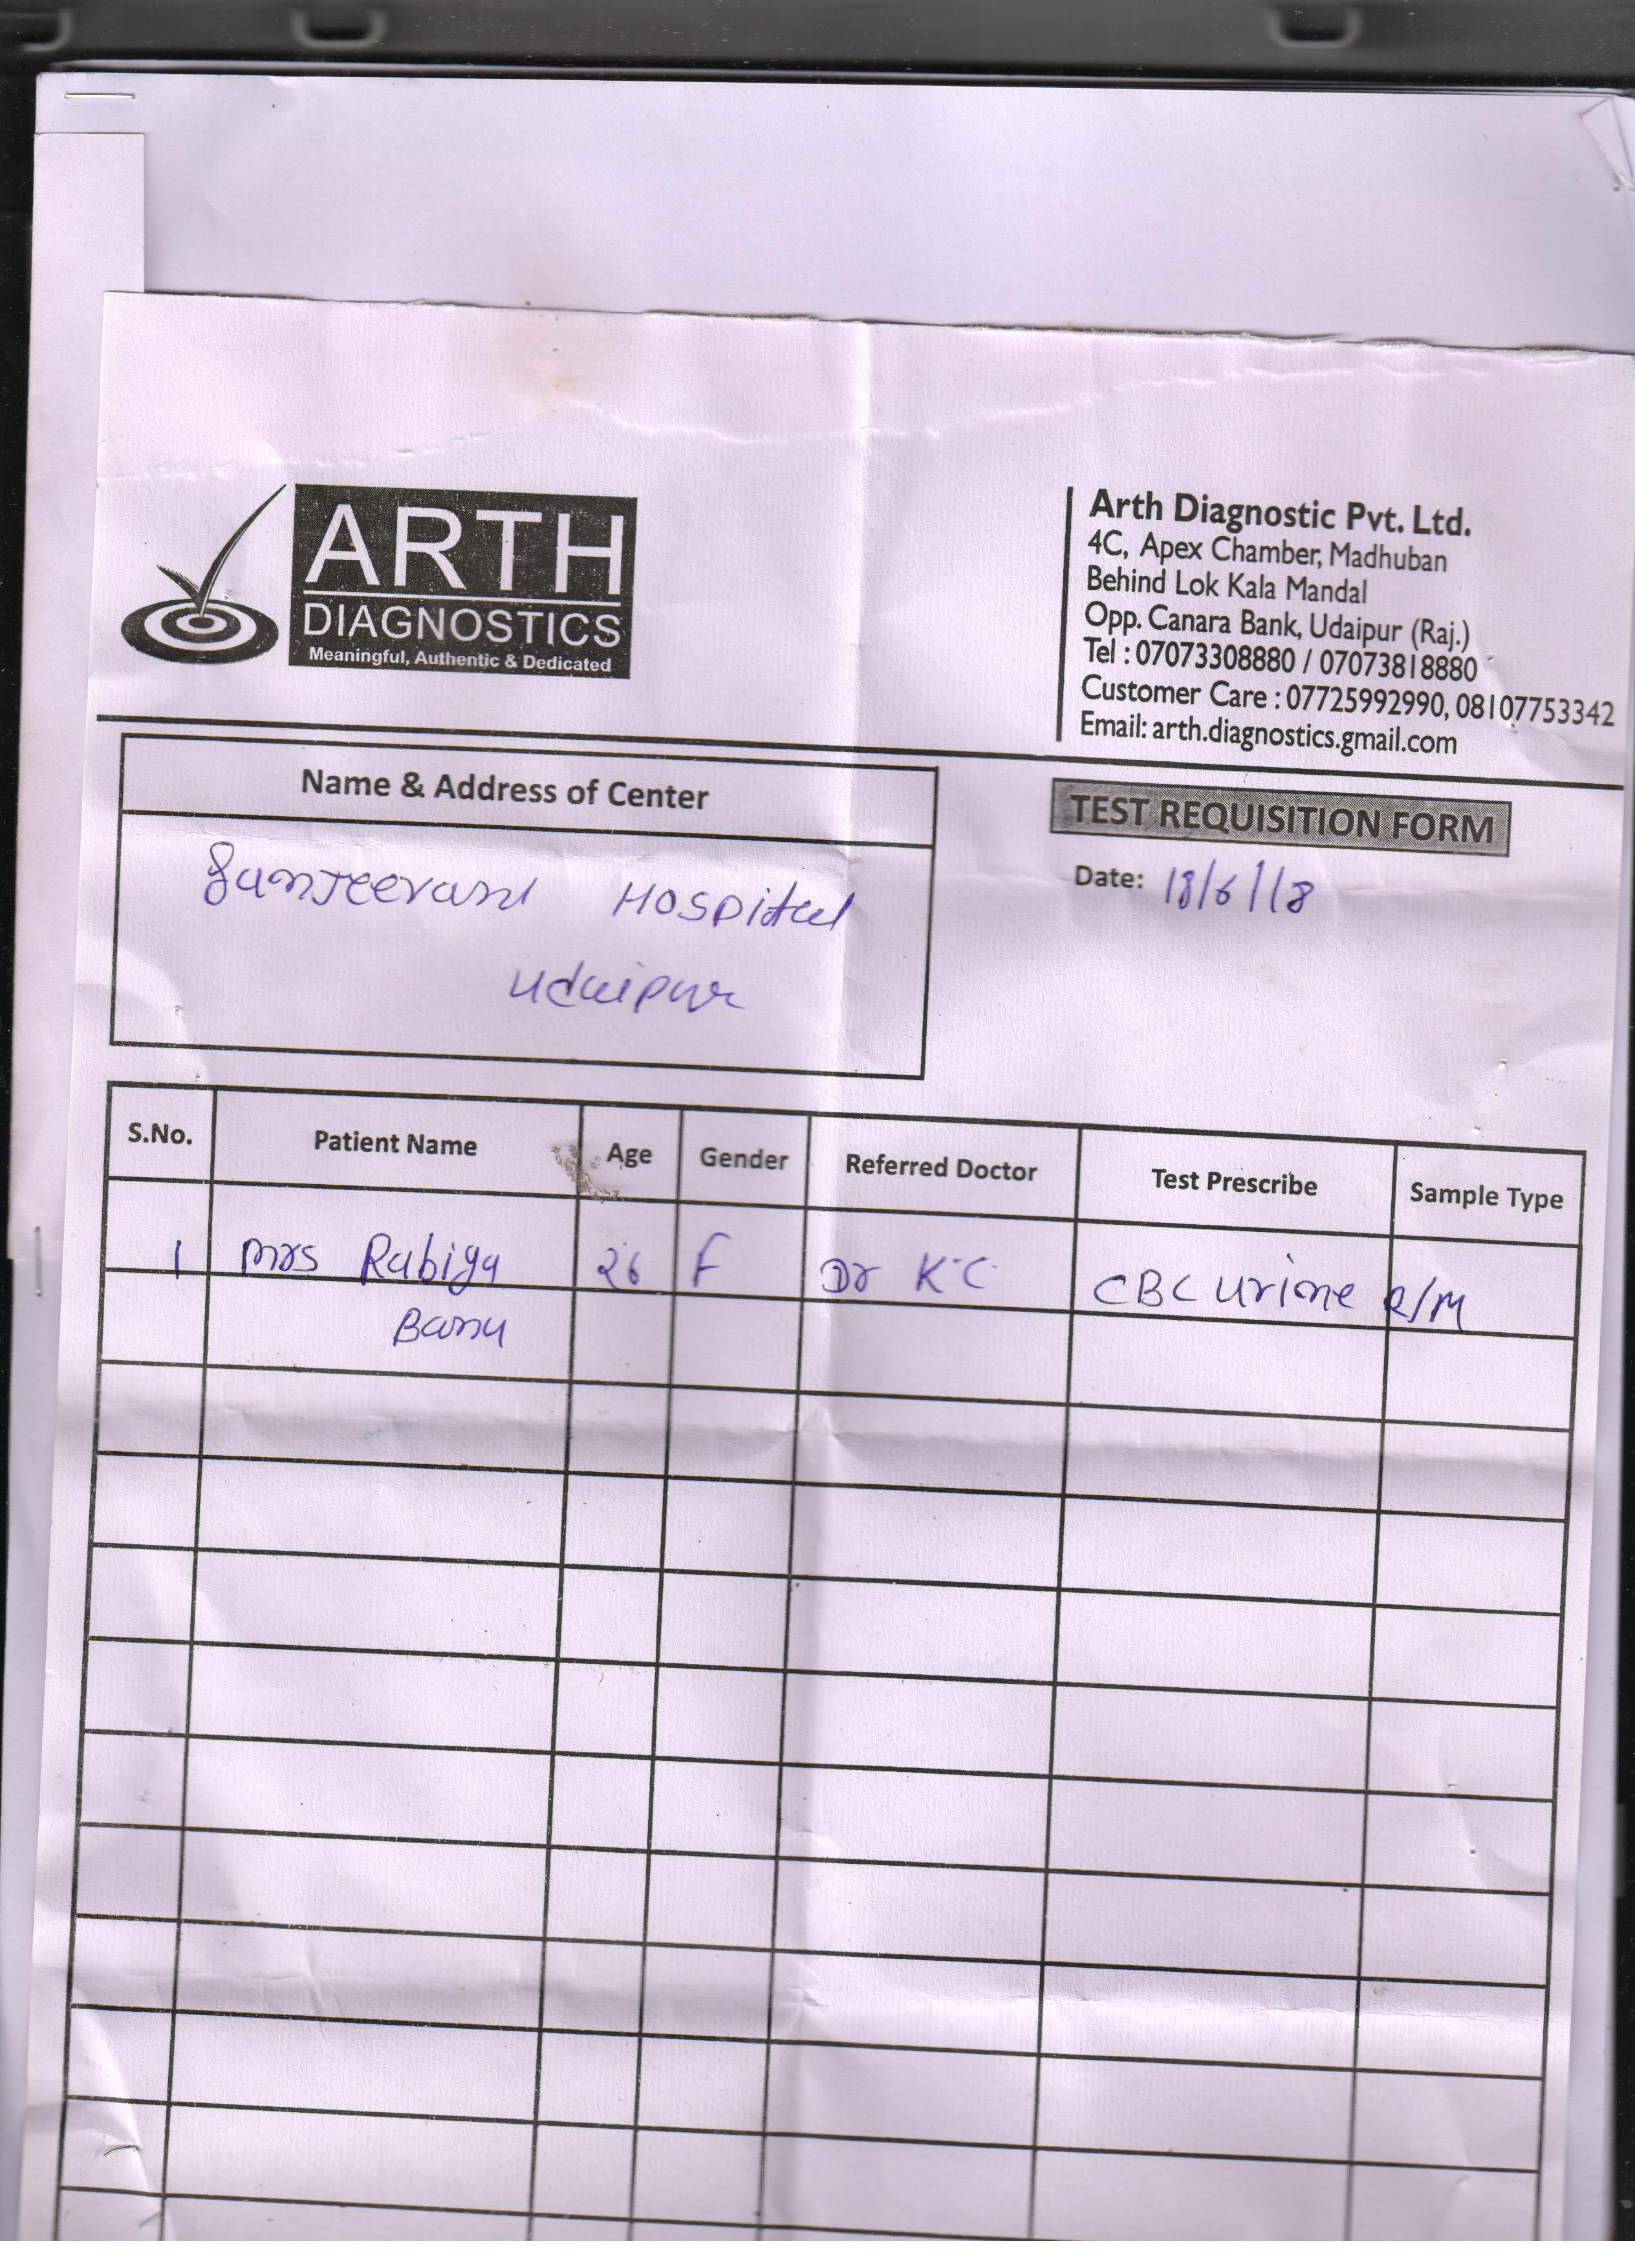 ARTH
DIAGNOSTICS
Meaningful, Authentic & Dedicated
Arth Diagnostic Pvt. Ltd.
4C, Apex Chamber, Madhuban
Behind Lok Kala Mandal
Opp. Canara Bank, Udaipur (Raj.)
Tel : 07073308880 / 07073818880
Customer Care : 07725992990, 08107753342
Email: arth.diagnostics.gmail.com
Name & Address of Center
Sanjeevani Hospital
Udaipur
TEST REQUISITION FORM
Date: 18/6/18
S.No. Patient Name Age Gender Referred Doctor Test Prescribe Sample Type
1 Mrs Rabiya 26 F Dr K.C. CBC Urine R/M
Banu